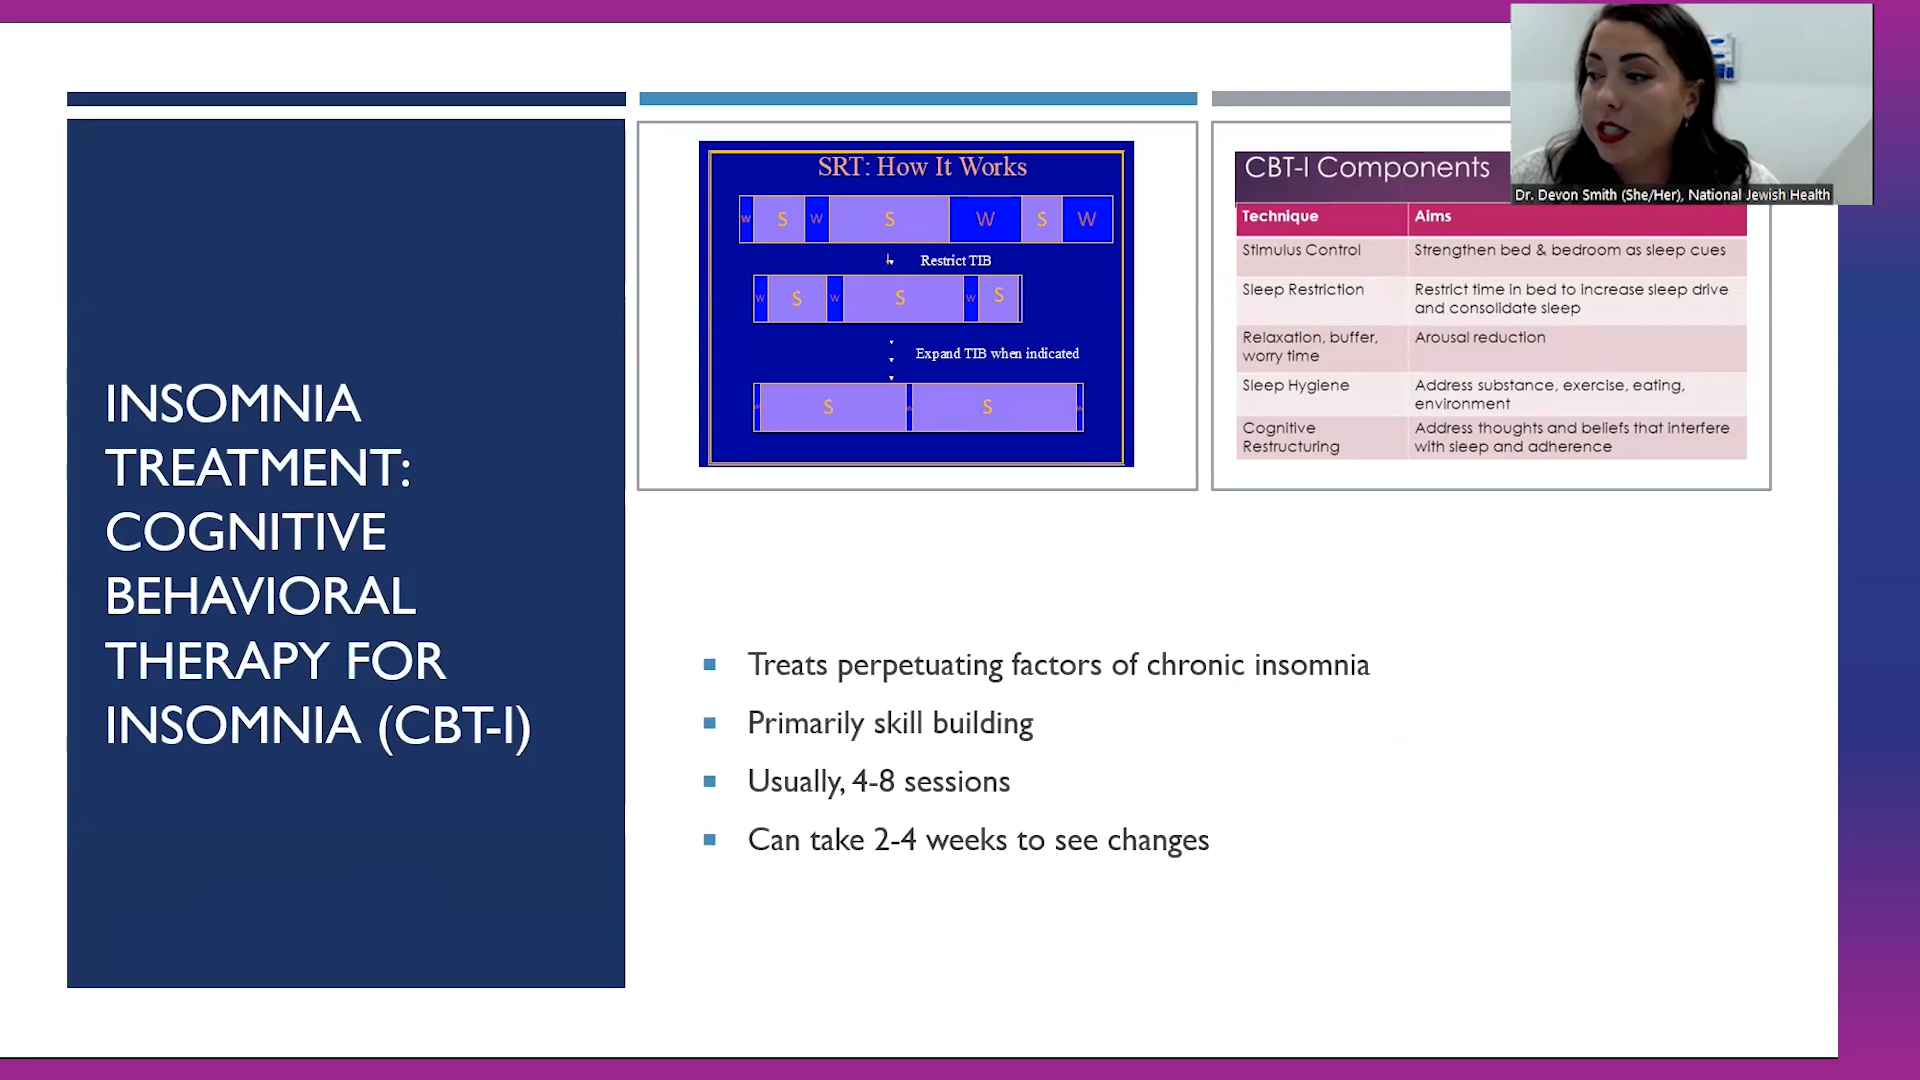 INSOMNIA
TREATMENT:
COGNITIVE
BEHAVIORAL
THERAPY FOR
INSOMNIA (CBT-I)
SRT: How It Works
W S W S W S W
Restrict TIB
W S W S W S
Expand TIB when indicated
W S W S W
CBT-I Components
Technique Aims
Stimulus Control Strengthen bed & bedroom as sleep cues
Sleep Restriction Restrict time in bed to increase sleep drive
and consolidate sleep
Relaxation, buffer, Arousal reduction
worry time
Sleep Hygiene Address substance, exercise, eating,
environment
Cognitive Address thoughts and beliefs that interfere
Restructuring with sleep and adherence
Dr. Devon Smith (She/Her), National Jewish Health
Treats perpetuating factors of chronic insomnia
Primarily skill building
Usually, 4-8 sessions
Can take 2-4 weeks to see changes